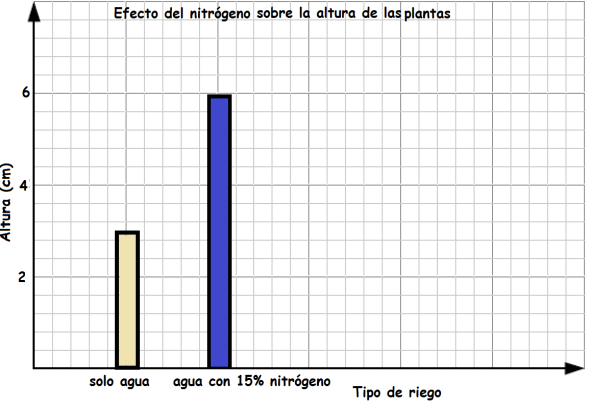 Efecto del nitrógeno sobre la altura de las plantas
6
4
2
Altura (cm)
solo agua
agua con 15% nitrógeno
Tipo de riego